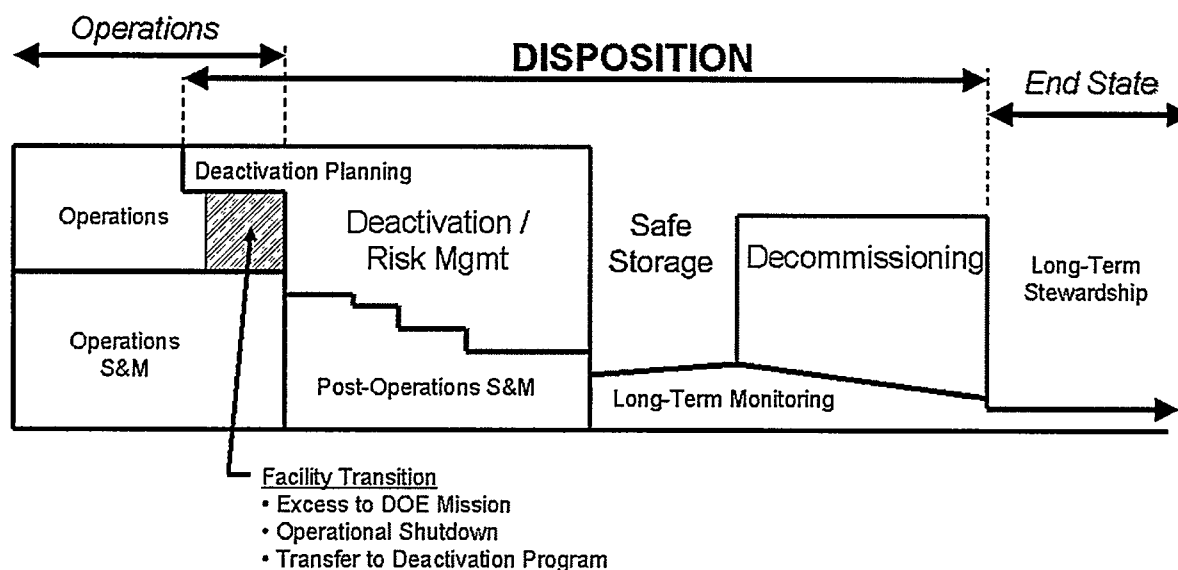 Operations
DISPOSITION
End State
Deactivation Planning
Operations
Deactivation /
Risk Mgmt
Safe
Storage
Decommissioning
Long-Term
Stewardship
Operations
S&M
Post-Operations S&M
Long-Term Monitoring
Facility Transition
• Excess to DOE Mission
• Operational Shutdown
• Transfer to Deactivation Program